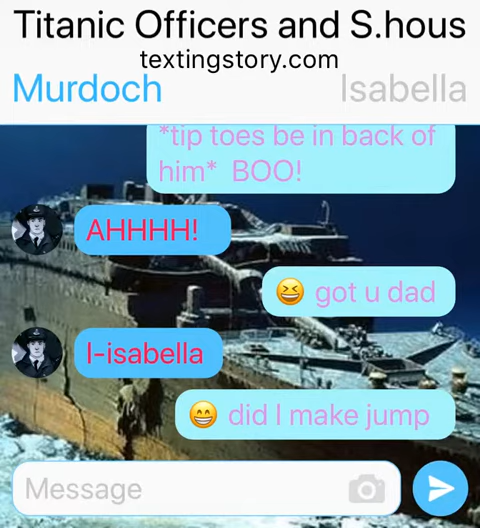 Titanic Officers and S.hous
textingstory.com
Murdoch Isabella
*tip toes be in back of
him* BOO!
AHHHH!
😆 got u dad
I-isabella
😁 did I make jump
Message